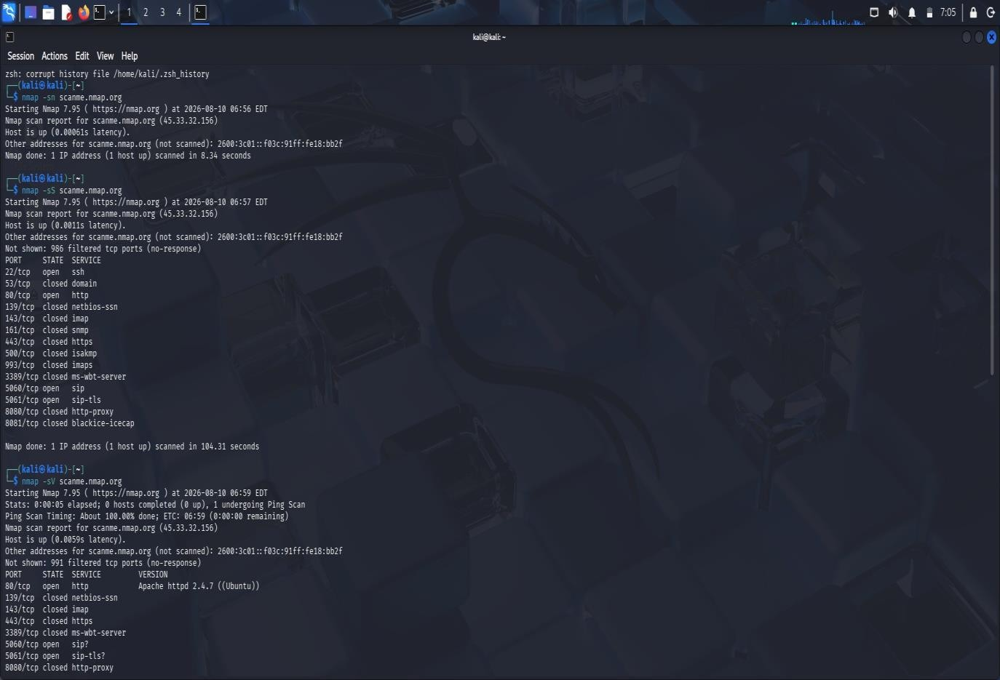 1 2 3 4 7:05
kali@kali: ~
Session Actions Edit View Help
zsh: corrupt history file /home/kali/.zsh_history
┌──(kali㉿kali)-[~]
└─$ nmap -sn scanme.nmap.org
Starting Nmap 7.95 ( https://nmap.org ) at 2026-08-10 06:56 EDT
Nmap scan report for scanme.nmap.org (45.33.32.156)
Host is up (0.00061s latency).
Other addresses for scanme.nmap.org (not scanned): 2600:3c01::f03c:91ff:fe18:bb2f
Nmap done: 1 IP address (1 host up) scanned in 8.34 seconds
┌──(kali㉿kali)-[~]
└─$ nmap -sS scanme.nmap.org
Starting Nmap 7.95 ( https://nmap.org ) at 2026-08-10 06:57 EDT
Nmap scan report for scanme.nmap.org (45.33.32.156)
Host is up (0.0011s latency).
Other addresses for scanme.nmap.org (not scanned): 2600:3c01::f03c:91ff:fe18:bb2f
Not shown: 986 filtered tcp ports (no-response)
PORT     STATE  SERVICE
22/tcp   open   ssh
53/tcp   closed domain
80/tcp   open   http
139/tcp  closed netbios-ssn
143/tcp  closed imap
161/tcp  closed snmp
443/tcp  closed https
500/tcp  closed isakmp
993/tcp  closed imaps
3389/tcp closed ms-wbt-server
5060/tcp open   sip
5061/tcp open   sip-tls
8080/tcp closed http-proxy
8081/tcp closed blackice-icecap
Nmap done: 1 IP address (1 host up) scanned in 104.31 seconds
┌──(kali㉿kali)-[~]
└─$ nmap -sV scanme.nmap.org
Starting Nmap 7.95 ( https://nmap.org ) at 2026-08-10 06:59 EDT
Stats: 0:00:05 elapsed; 0 hosts completed (0 up), 1 undergoing Ping Scan
Ping Scan Timing: About 100.00% done; ETC: 06:59 (0:00:00 remaining)
Nmap scan report for scanme.nmap.org (45.33.32.156)
Host is up (0.0059s latency).
Other addresses for scanme.nmap.org (not scanned): 2600:3c01::f03c:91ff:fe18:bb2f
Not shown: 991 filtered tcp ports (no-response)
PORT     STATE  SERVICE         VERSION
80/tcp   open   http            Apache httpd 2.4.7 ((Ubuntu))
139/tcp  closed netbios-ssn
143/tcp  closed imap
443/tcp  closed https
3389/tcp closed ms-wbt-server
5060/tcp open   sip?
5061/tcp open   sip-tls?
8080/tcp closed http-proxy